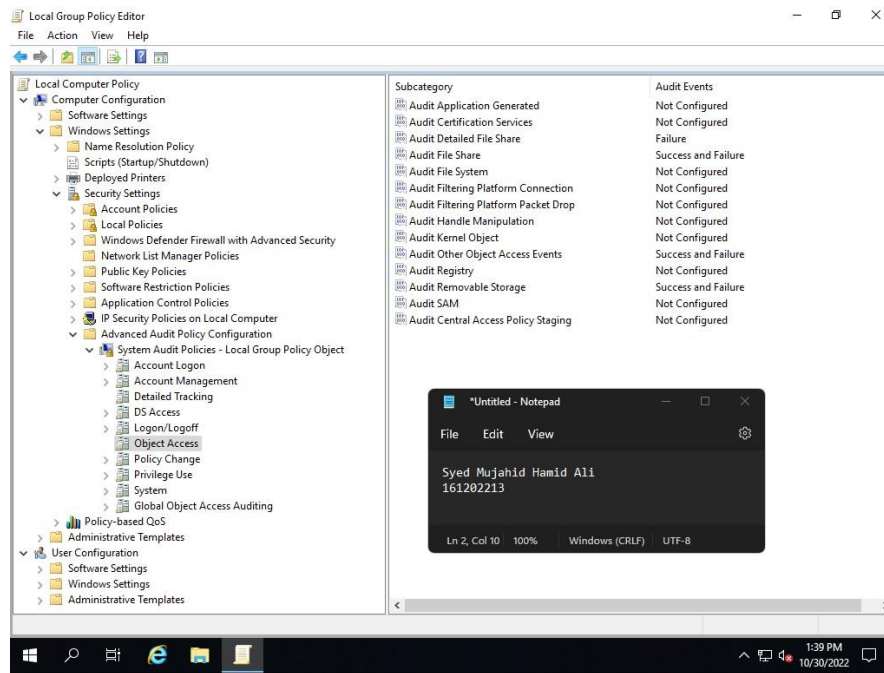 Local Group Policy Editor
File Action View Help
Local Computer Policy
Computer Configuration
Software Settings
Windows Settings
Name Resolution Policy
Scripts (Startup/Shutdown)
Deployed Printers
Security Settings
Account Policies
Local Policies
Windows Defender Firewall with Advanced Security
Network List Manager Policies
Public Key Policies
Software Restriction Policies
Application Control Policies
IP Security Policies on Local Computer
Advanced Audit Policy Configuration
System Audit Policies - Local Group Policy Object
Account Logon
Account Management
Detailed Tracking
DS Access
Logon/Logoff
Object Access
Policy Change
Privilege Use
System
Global Object Access Auditing
Policy-based QoS
Administrative Templates
User Configuration
Software Settings
Windows Settings
Administrative Templates
Subcategory Audit Events
Audit Application Generated Not Configured
Audit Certification Services Not Configured
Audit Detailed File Share Failure
Audit File Share Success and Failure
Audit File System Not Configured
Audit Filtering Platform Connection Not Configured
Audit Filtering Platform Packet Drop Not Configured
Audit Handle Manipulation Not Configured
Audit Kernel Object Not Configured
Audit Other Object Access Events Success and Failure
Audit Registry Not Configured
Audit Removable Storage Success and Failure
Audit SAM Not Configured
Audit Central Access Policy Staging Not Configured
*Untitled - Notepad
File Edit View
Syed Mujahid Hamid Ali
161202213
Ln 2, Col 10 100% Windows (CRLF) UTF-8
1:39 PM
10/30/2022